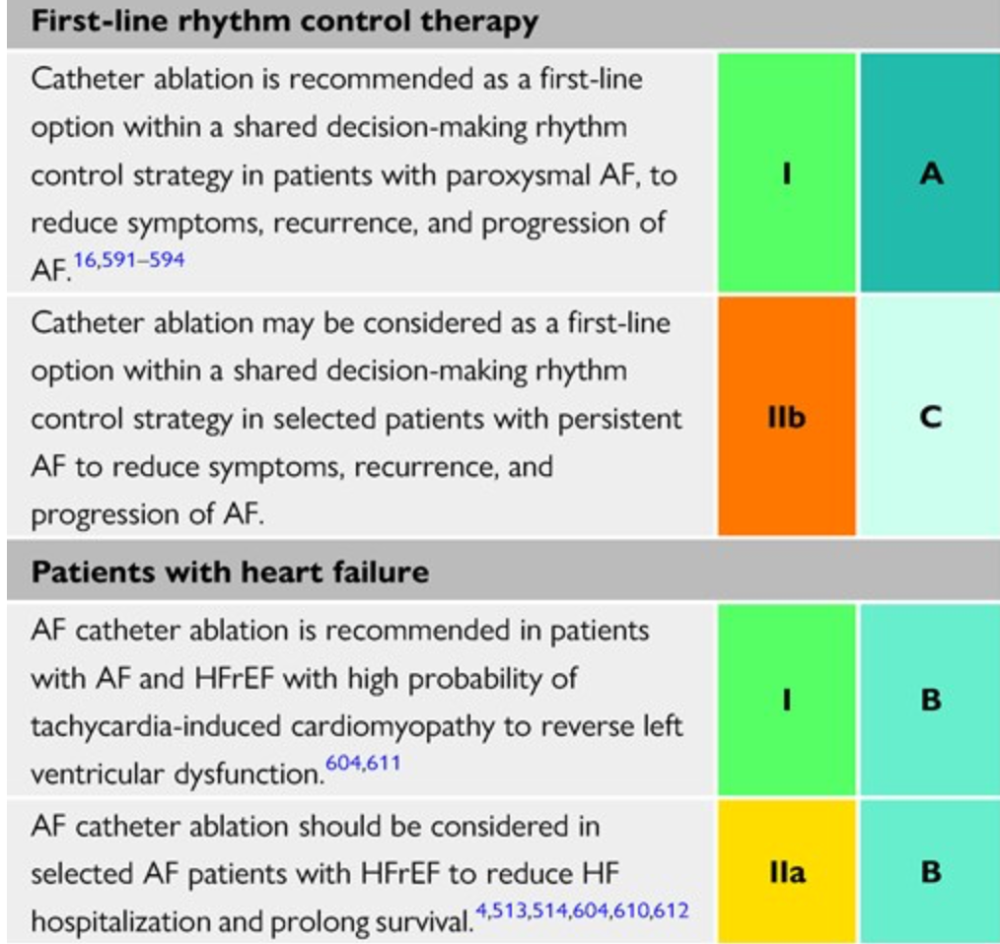 First-line rhythm control therapy
Catheter ablation is recommended as a first-line
option within a shared decision-making rhythm
control strategy in patients with paroxysmal AF, to
reduce symptoms, recurrence, and progression of
AF.16,591–594
I
A
Catheter ablation may be considered as a first-line
option within a shared decision-making rhythm
control strategy in selected patients with persistent
AF to reduce symptoms, recurrence, and
progression of AF.
IIb
C
Patients with heart failure
AF catheter ablation is recommended in patients
with AF and HFrEF with high probability of
tachycardia-induced cardiomyopathy to reverse left
ventricular dysfunction.604,611
I
B
AF catheter ablation should be considered in
selected AF patients with HFrEF to reduce HF
hospitalization and prolong survival.4,513,514,604,610,612
IIa
B